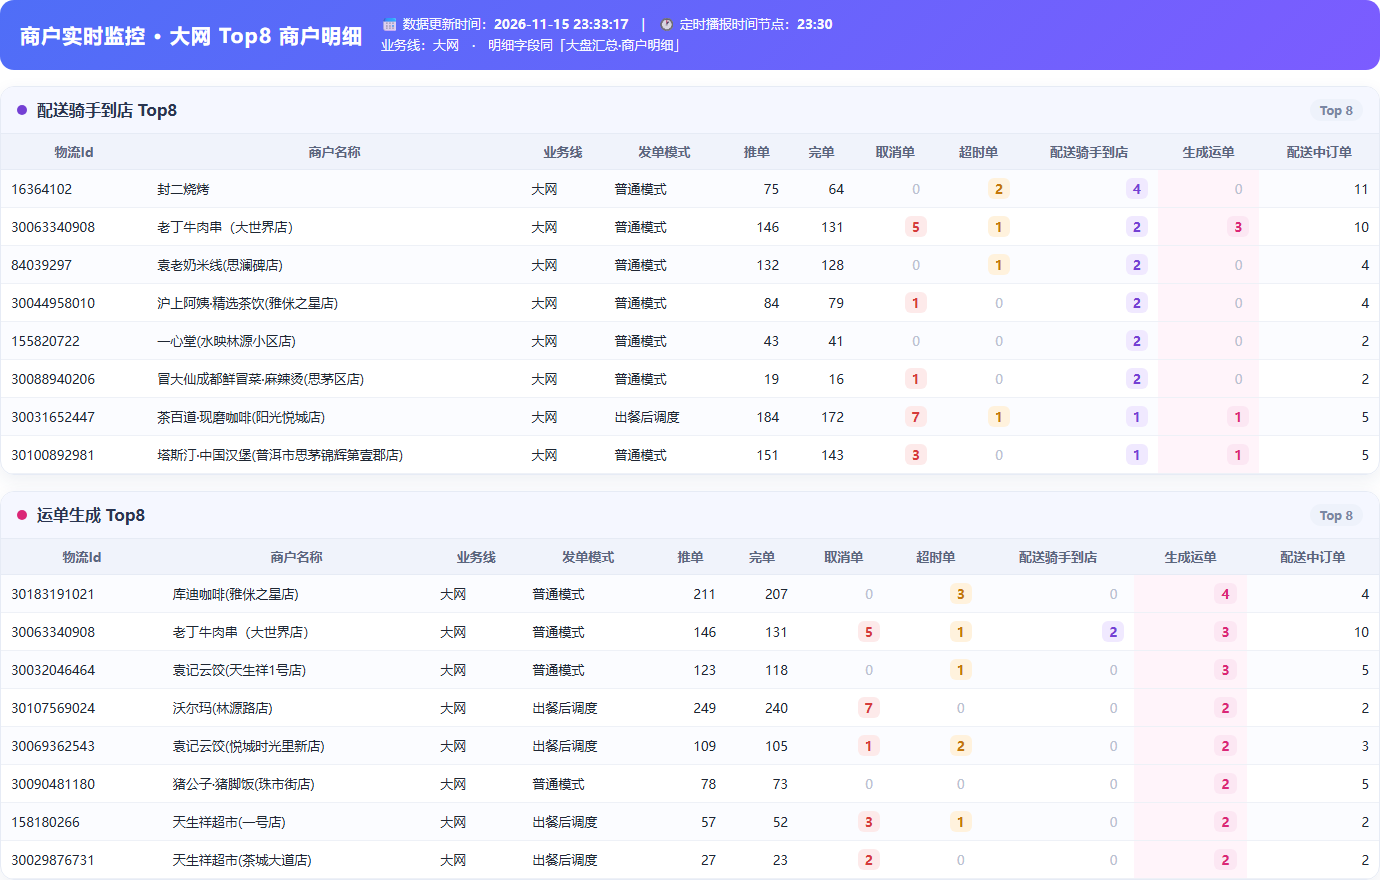 商户实时监控 • 大网 Top8 商户明细
数据更新时间：2026-11-15 23:33:17 | 定时播报时间节点：23:30
业务线：大网 · 明细字段同「大盘汇总·商户明细」
配送骑手到店 Top8 Top 8
物流Id 商户名称 业务线 发单模式 推单 完单 取消单 超时单 配送骑手到店 生成运单 配送中订单
16364102 封二烧烤 大网 普通模式 75 64 0 2 4 0 11
30063340908 老丁牛肉串（大世界店） 大网 普通模式 146 131 5 1 2 3 10
84039297 袁老奶米线(思澜碑店) 大网 普通模式 132 128 0 1 2 0 4
30044958010 沪上阿姨·精选茶饮(雅俬之星店) 大网 普通模式 84 79 1 0 2 0 4
155820722 一心堂(水映林源小区店) 大网 普通模式 43 41 0 0 2 0 2
30088940206 冒大仙成都鲜冒菜·麻辣烫(思茅区店) 大网 普通模式 19 16 1 0 2 0 2
30031652447 茶百道·现磨咖啡(阳光悦城店) 大网 出餐后调度 184 172 7 1 1 1 5
30100892981 塔斯汀·中国汉堡(普洱市思茅锦辉第壹郡店) 大网 普通模式 151 143 3 0 1 1 5
运单生成 Top8 Top 8
物流Id 商户名称 业务线 发单模式 推单 完单 取消单 超时单 配送骑手到店 生成运单 配送中订单
30183191021 库迪咖啡(雅俬之星店) 大网 普通模式 211 207 0 3 0 4 4
30063340908 老丁牛肉串（大世界店） 大网 普通模式 146 131 5 1 2 3 10
30032046464 袁记云饺(天生祥1号店) 大网 普通模式 123 118 0 1 0 3 5
30107569024 沃尔玛(林源路店) 大网 出餐后调度 249 240 7 0 0 2 2
30069362543 袁记云饺(悦城时光里新店) 大网 出餐后调度 109 105 1 2 0 2 3
30090481180 猪公子·猪脚饭(珠市街店) 大网 普通模式 78 73 0 0 0 2 5
158180266 天生祥超市(一号店) 大网 出餐后调度 57 52 3 1 0 2 2
30029876731 天生祥超市(茶城大道店) 大网 出餐后调度 27 23 2 0 0 2 2